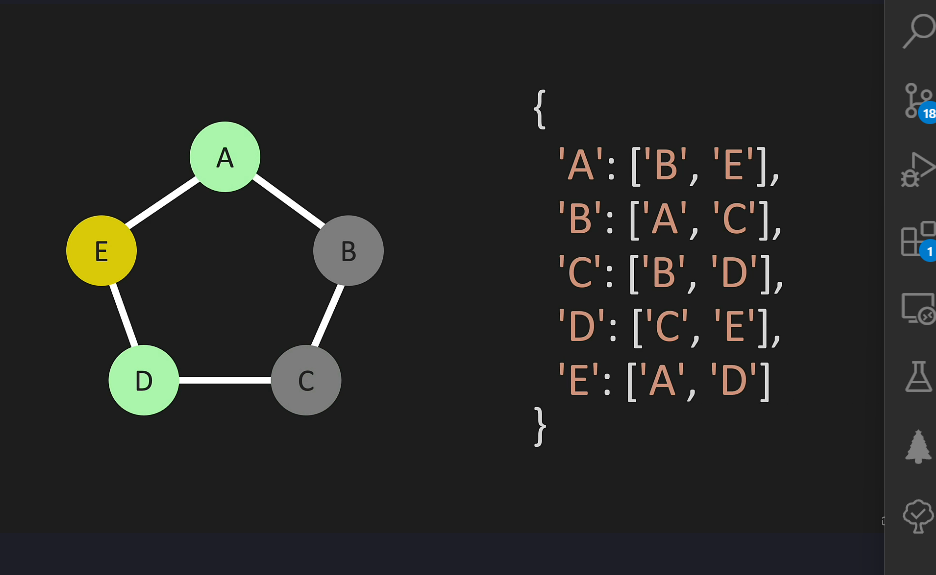 A
E
B
D
C
{
'A': ['B', 'E'],
'B': ['A', 'C'],
'C': ['B', 'D'],
'D': ['C', 'E'],
'E': ['A', 'D']
}
18
1